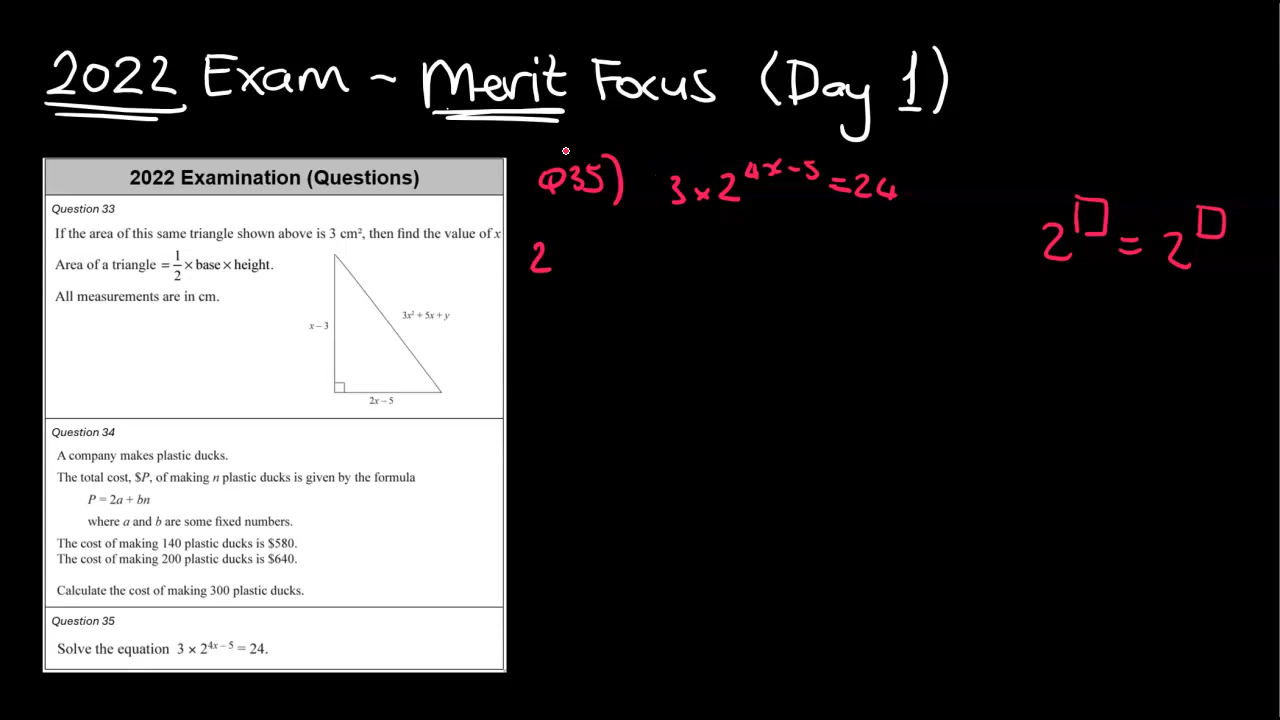 2022 Exam ~ Merit Focus (Day 1)
2022 Examination (Questions)
Question 33
If the area of this same triangle shown above is 3 cm², then find the value of x
Area of a triangle = 1/2 × base × height.
All measurements are in cm.
x – 3
3x² + 5x + y
2x – 5
Question 34
A company makes plastic ducks.
The total cost, $P, of making n plastic ducks is given by the formula
P = 2a + bn
where a and b are some fixed numbers.
The cost of making 140 plastic ducks is $580.
The cost of making 200 plastic ducks is $640.
Calculate the cost of making 300 plastic ducks.
Question 35
Solve the equation 3 × 2^(4x – 5) = 24.
Q35) 3 × 2^(4x – 5) = 24
2^□ = 2^□
2